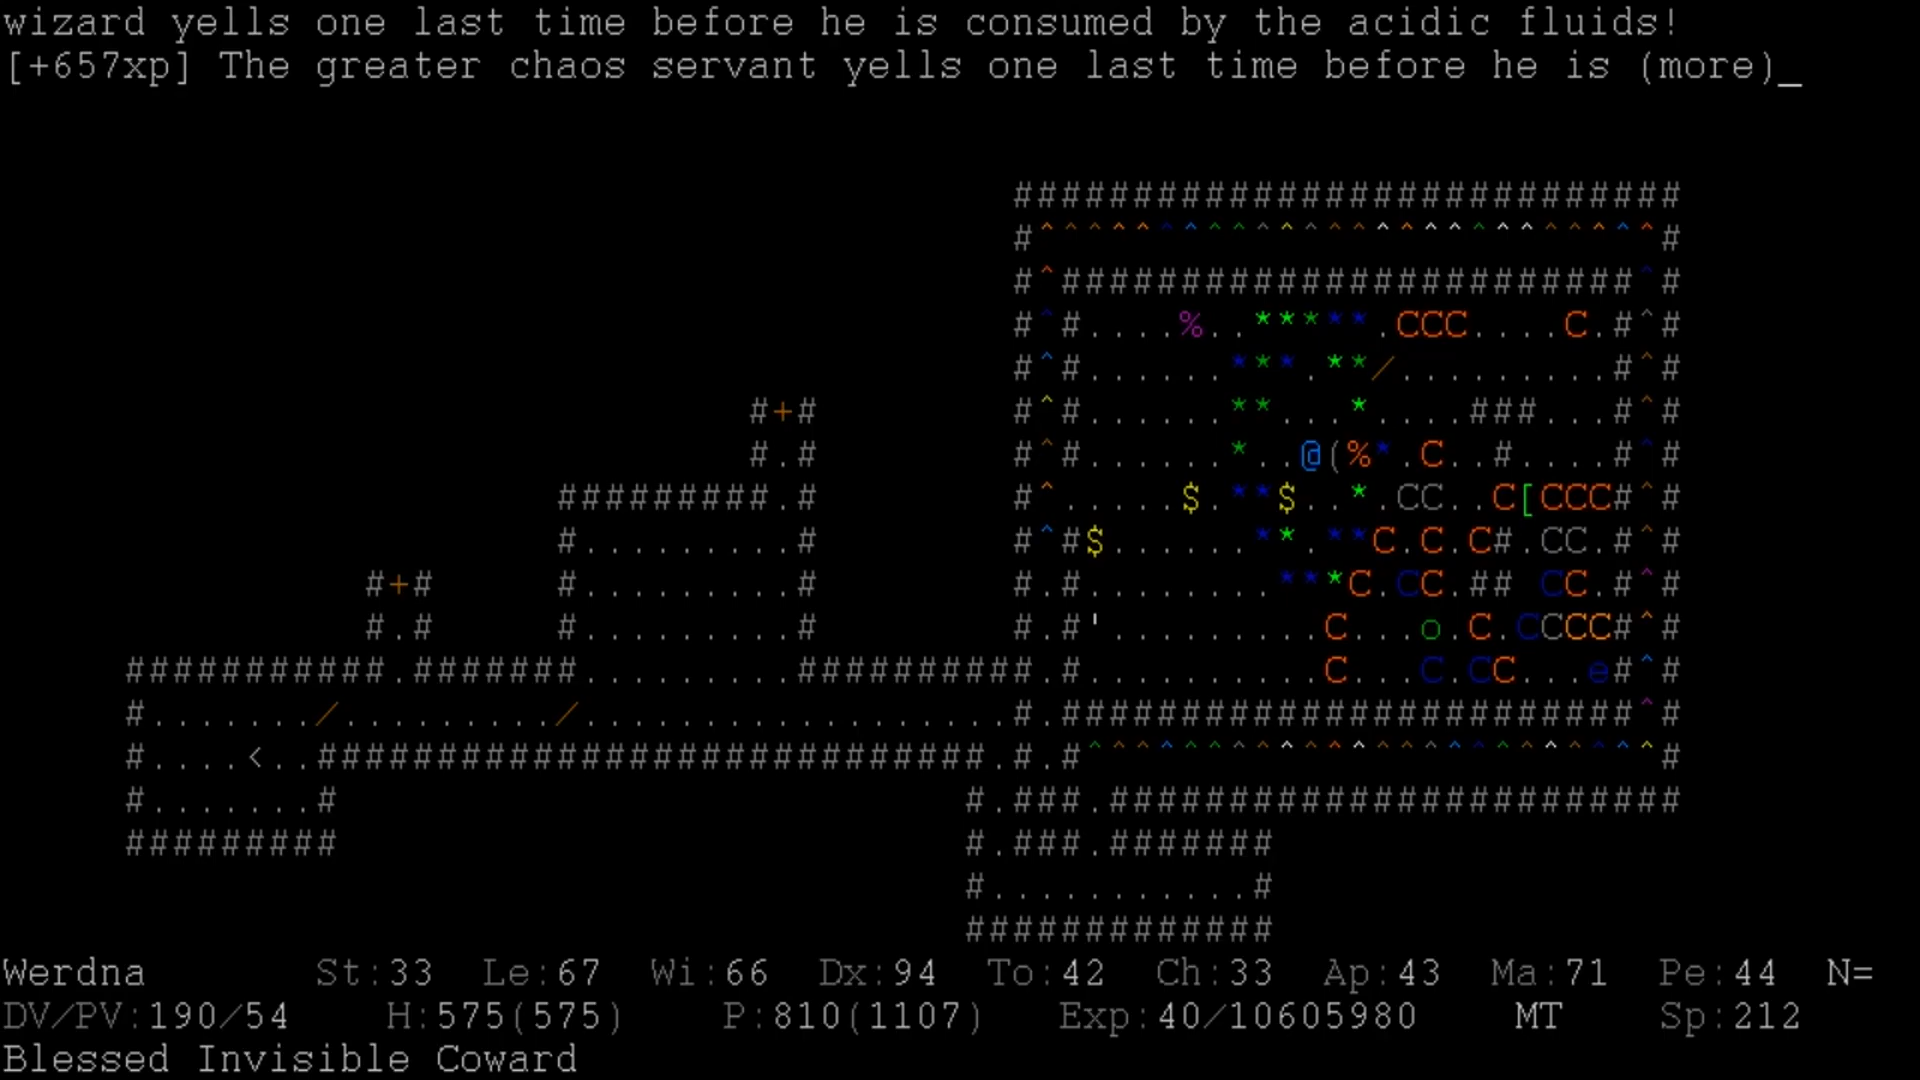 wizard yells one last time before he is consumed by the acidic fluids!
[+657xp] The greater chaos servant yells one last time before he is (more)_
Werdna St:33 Le:67 Wi:66 Dx:94 To:42 Ch:33 Ap:43 Ma:71 Pe:44 N=
DV/PV:190/54 H:575(575) P:810(1107) Exp:40/10605980 MT Sp:212
Blessed Invisible Coward